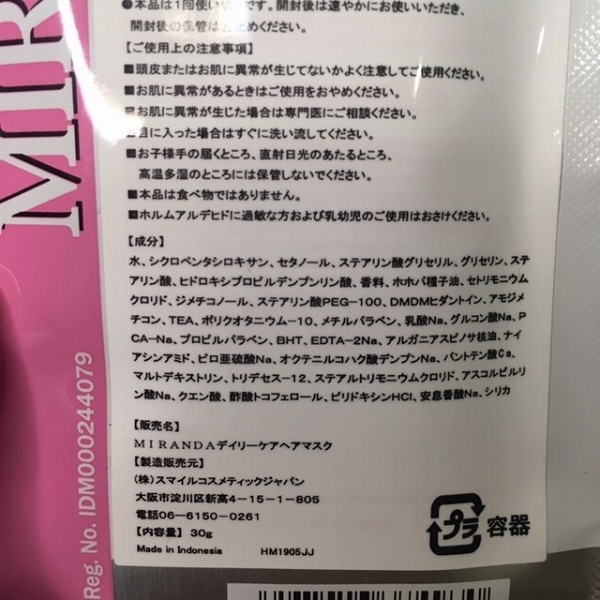 ●本品は1回使い切りです。開封後は速やかにお使いいただき、
開封後の保管はお止めください。
【ご使用上の注意事項】
■頭皮またはお肌に異常が生じてないかよく注意してご使用ください。
■お肌に異常があるときはご使用をおやめください。
■お肌に異常が生じた場合は専門医にご相談ください。
■目に入った場合はすぐに洗い流してください。
■お子様手の届くところ、直射日光のあたるところ、
高温多湿のところには保管しないでください。
■本品は食べ物ではありません。
■ホルムアルデヒドに過敏な方および乳幼児のご使用はおさけください。
【成分】
水、シクロペンタシロキサン、セタノール、ステアリン酸グリセリル、グリセリン、ステ
アリン酸、ヒドロキシプロピルデンプンリン酸、香料、ホホバ種子油、セトリモニウム
クロリド、ジメチコノール、ステアリン酸PEG-100、DMDMヒダントイン、アモジメ
チコン、TEA、ポリクオタニウム-10、メチルパラベン、乳酸Na、グルコン酸Na、P
CA-Na、プロピルパラベン、BHT、EDTA-2Na、アルガニアスピノサ核油、ナイ
アシンアミド、ピロ亜硫酸Na、オクテニルコハク酸デンプンNa、パントテン酸Ca、
マルトデキストリン、トリデセス-12、ステアルトリモニウムクロリド、アスコルビルリ
ン酸Na、クエン酸、酢酸トコフェロール、ピリドキシンHCl、安息香酸Na、シリカ
【販売名】
MIRANDAデイリーケアヘアマスク
【製造販売元】
(株)スマイルコスメティックジャパン
大阪市淀川区新高4-15-1-805
電話06-6150-0261
【内容量】 30g
Made in Indonesia HM1905JJ
プラ 容器
MIR
Reg. No. IDM000244079